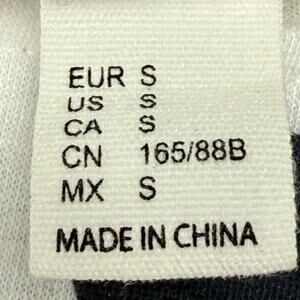 EUR S
US S
CA S
CN 165/88B
MX S
MADE IN CHINA